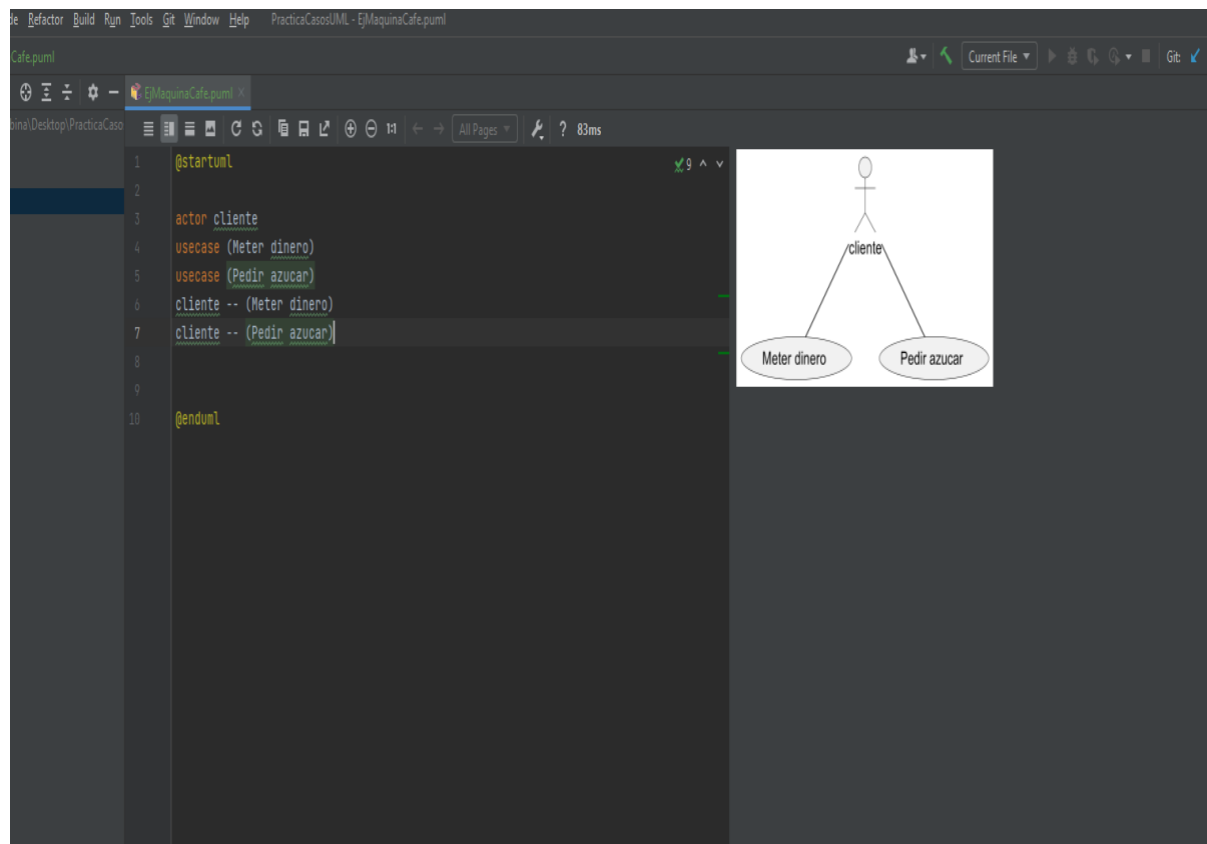 de Refactor Build Run Tools Git Window Help PracticaCasosUML - EjMaquinaCafe.puml
Cafe.puml
Current File
Git:
EjMaquinaCafe.puml
bina\Desktop\PracticaCaso
1:1
All Pages
? 83ms
1 @startuml
9
2
3 actor cliente
4 usecase (Meter dinero)
5 usecase (Pedir azucar)
6 cliente -- (Meter dinero)
7 cliente -- (Pedir azucar)
8
9
10 @enduml
cliente
Meter dinero
Pedir azucar